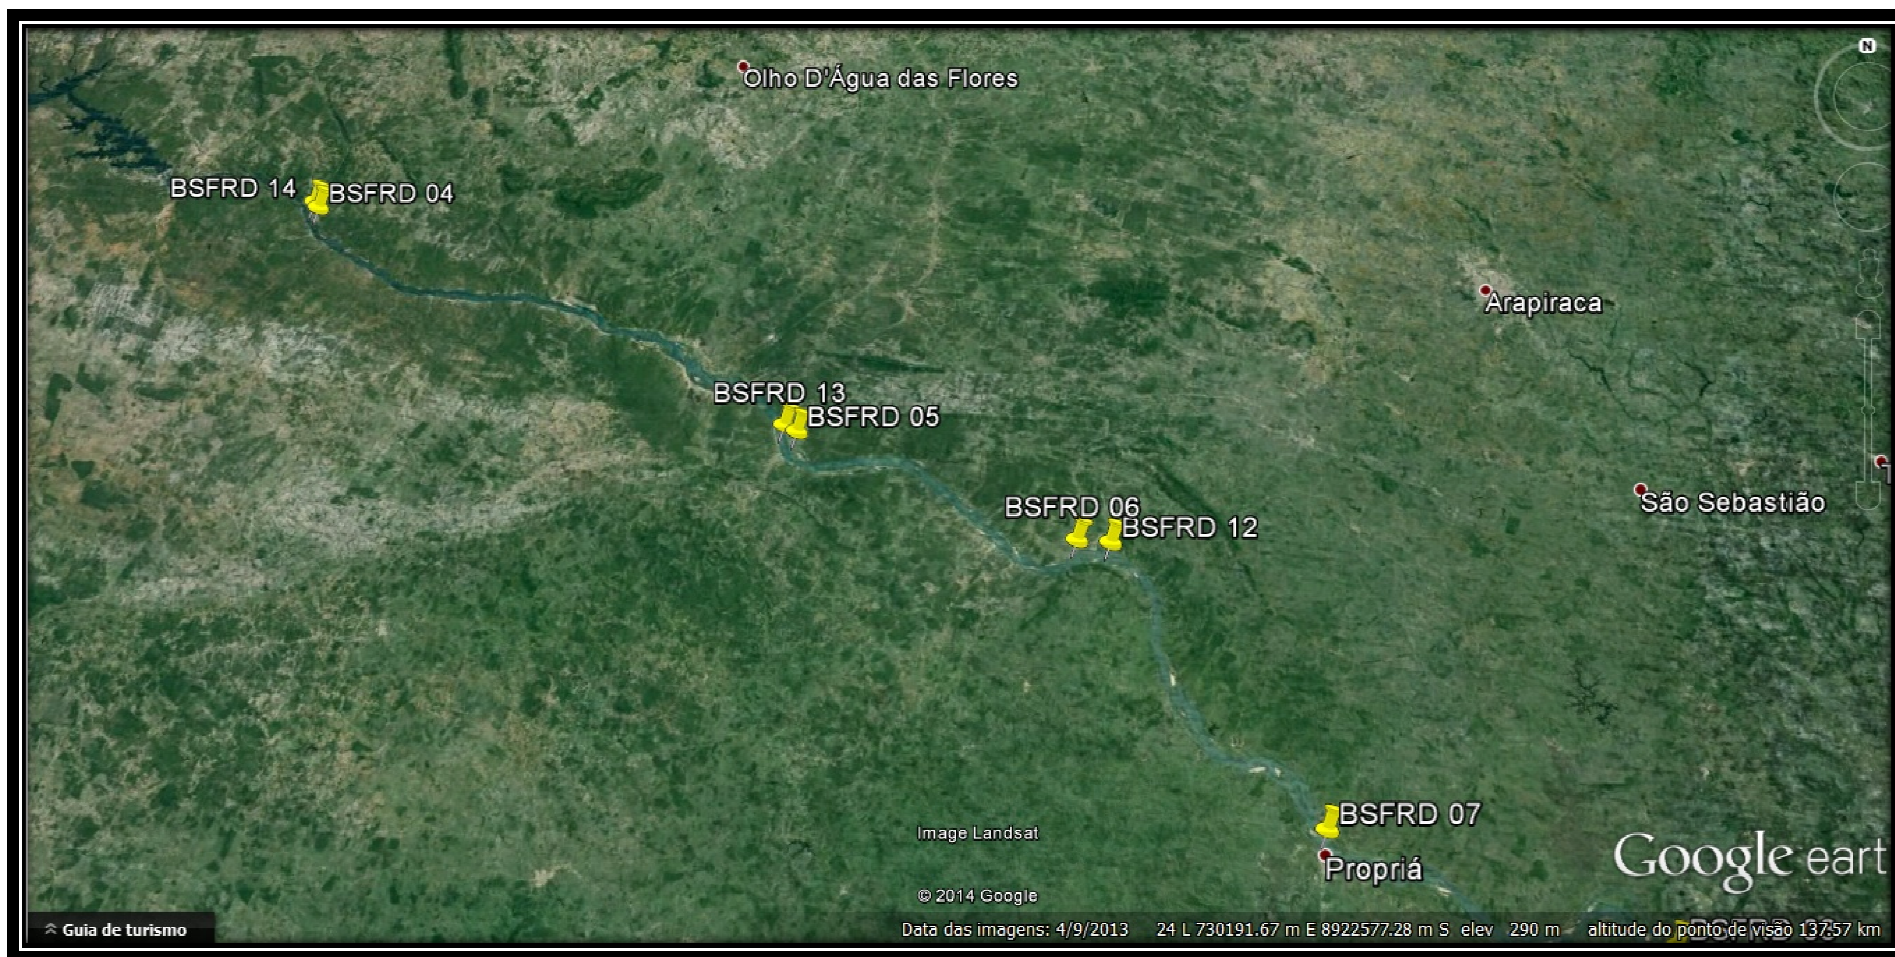 N
Olho D'Água das Flores
BSFRD 14
BSFRD 04
Arapiraca
BSFRD 13
BSFRD 05
T
São Sebastião
BSFRD 06
BSFRD 12
BSFRD 07
Image Landsat
Propriá
Google eart
© 2014 Google
Guia de turismo
Data das imagens: 4/9/2013 24 L 730191.67 m E 8922577.28 m S elev 290 m altitude do ponto de visão 137.57 km
BSFRD